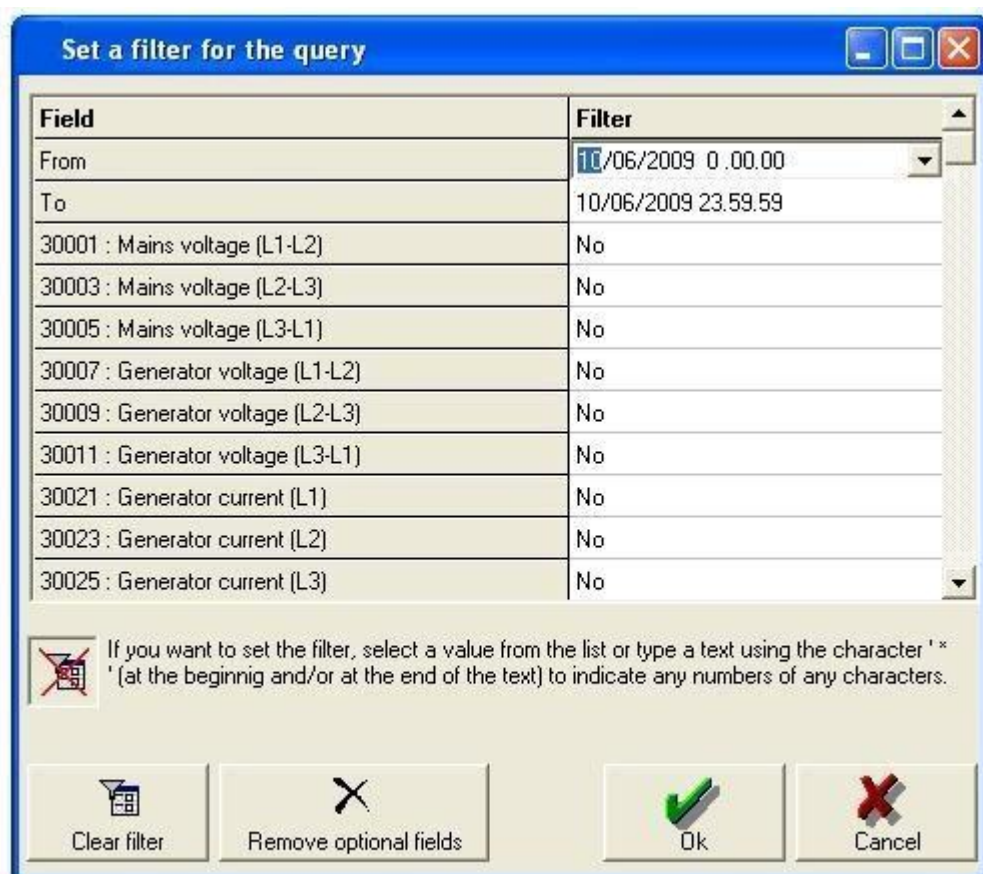 Set a filter for the query
Field Filter
From 10/06/2009 0 .00.00
To 10/06/2009 23.59.59
30001 : Mains voltage (L1-L2) No
30003 : Mains voltage (L2-L3) No
30005 : Mains voltage (L3-L1) No
30007 : Generator voltage (L1-L2) No
30009 : Generator voltage (L2-L3) No
30011 : Generator voltage (L3-L1) No
30021 : Generator current (L1) No
30023 : Generator current (L2) No
30025 : Generator current (L3) No
If you want to set the filter, select a value from the list or type a text using the character ' *
' (at the beginnig and/or at the end of the text) to indicate any numbers of any characters.
Clear filter Remove optional fields Ok Cancel